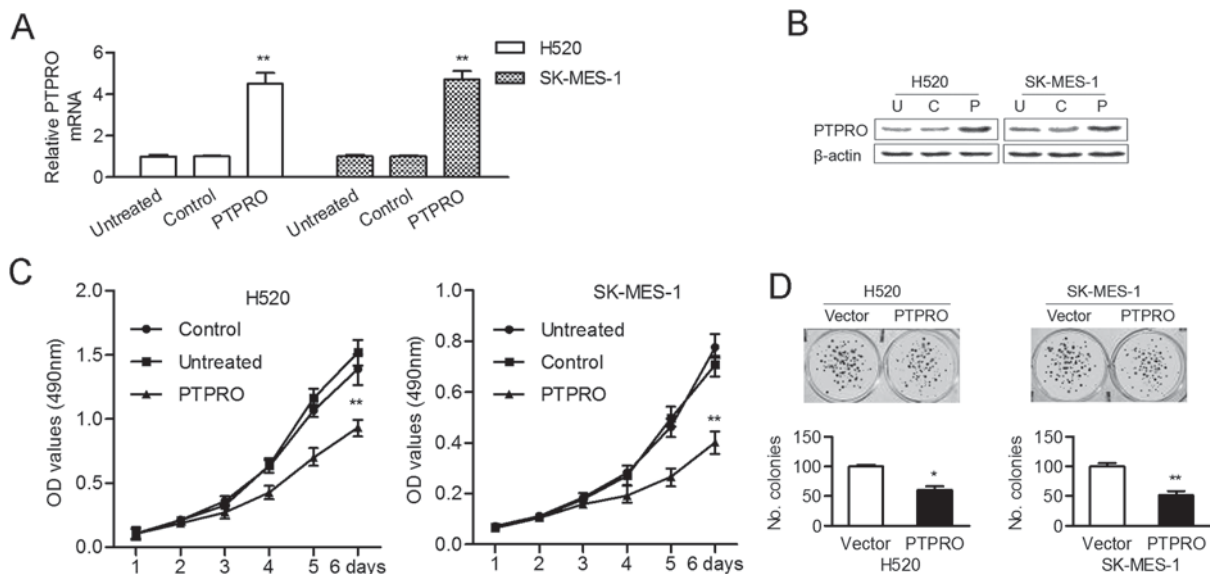 A
Relative PTPRO
mRNA
6
4
2
0
**
**
H520
SK-MES-1
Untreated
Control
PTPRO
Untreated
Control
PTPRO
B
H520
SK-MES-1
U C P U C P
PTPRO
β-actin
C
H520
OD values (490nm)
2.0
1.5
1.0
0.5
0.0
Control
Untreated
PTPRO
**
1 2 3 4 5 6 days
SK-MES-1
OD values (490nm)
1.0
0.8
0.6
0.4
0.2
0.0
Untreated
Control
PTPRO
**
1 2 3 4 5 6 days
D
H520
Vector PTPRO
SK-MES-1
Vector PTPRO
No. colonies
150
100
50
0
*
Vector PTPRO
H520
No. colonies
150
100
50
0
**
Vector PTPRO
SK-MES-1